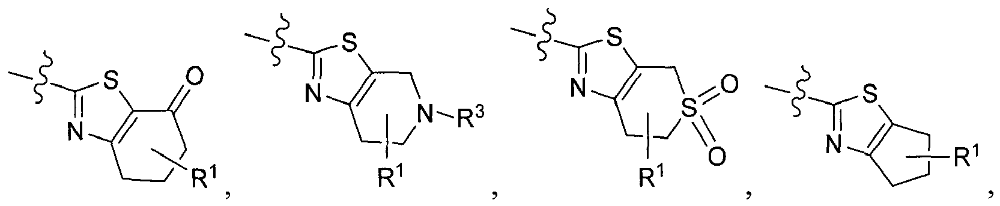 S O N R¹ ,
S N N R³ R¹ ,
S N S O O R¹ ,
S N R¹ ,